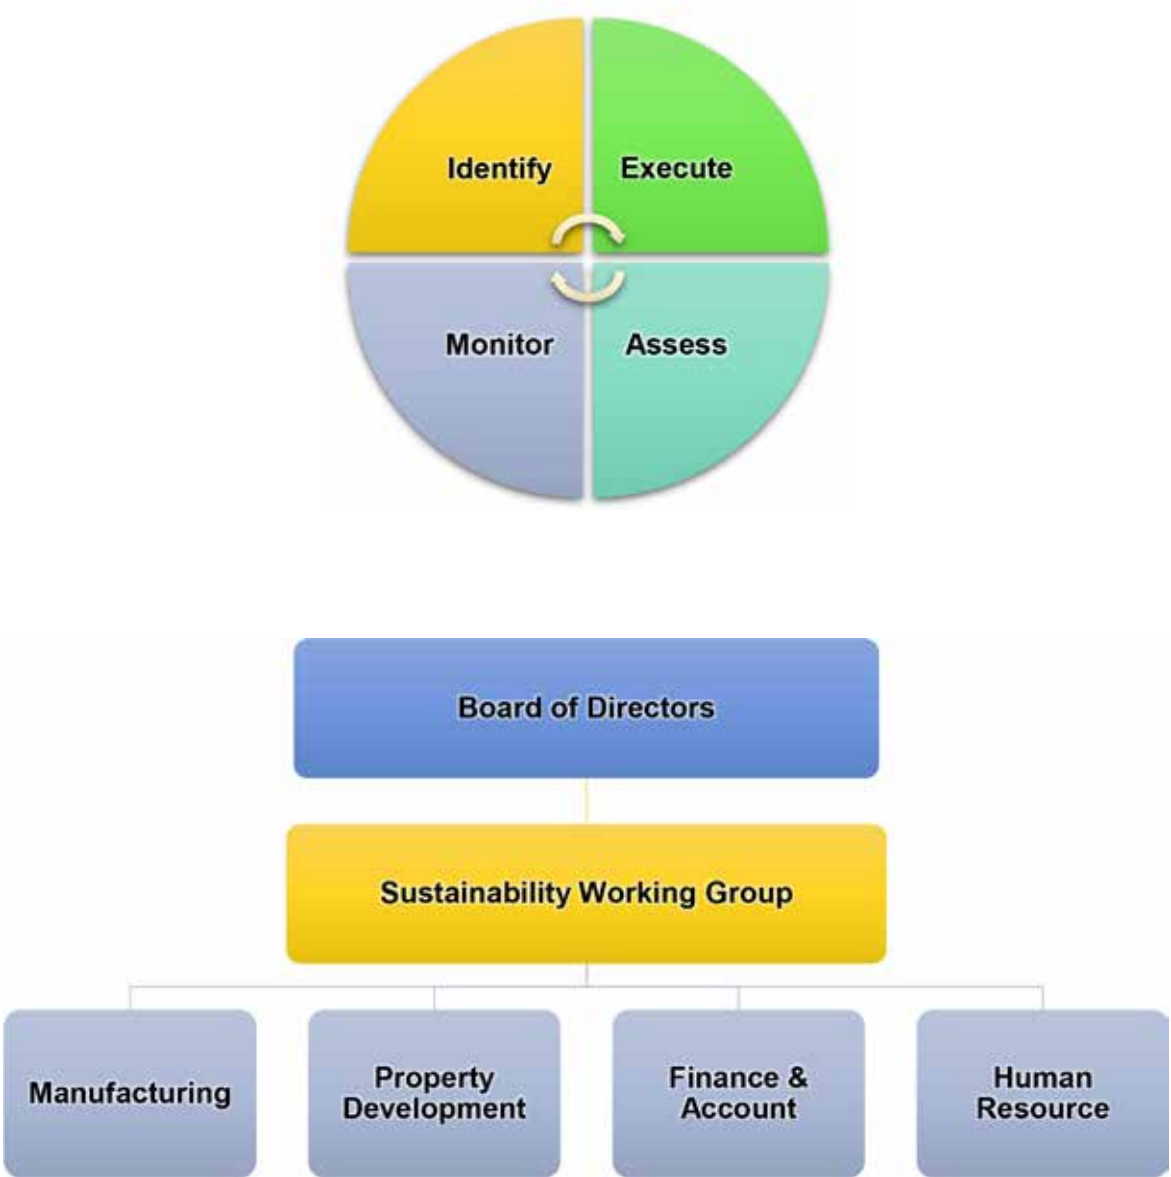 Identify
Execute
Monitor
Assess
Board of Directors
Sustainability Working Group
Manufacturing
Property
Development
Finance &
Account
Human
Resource